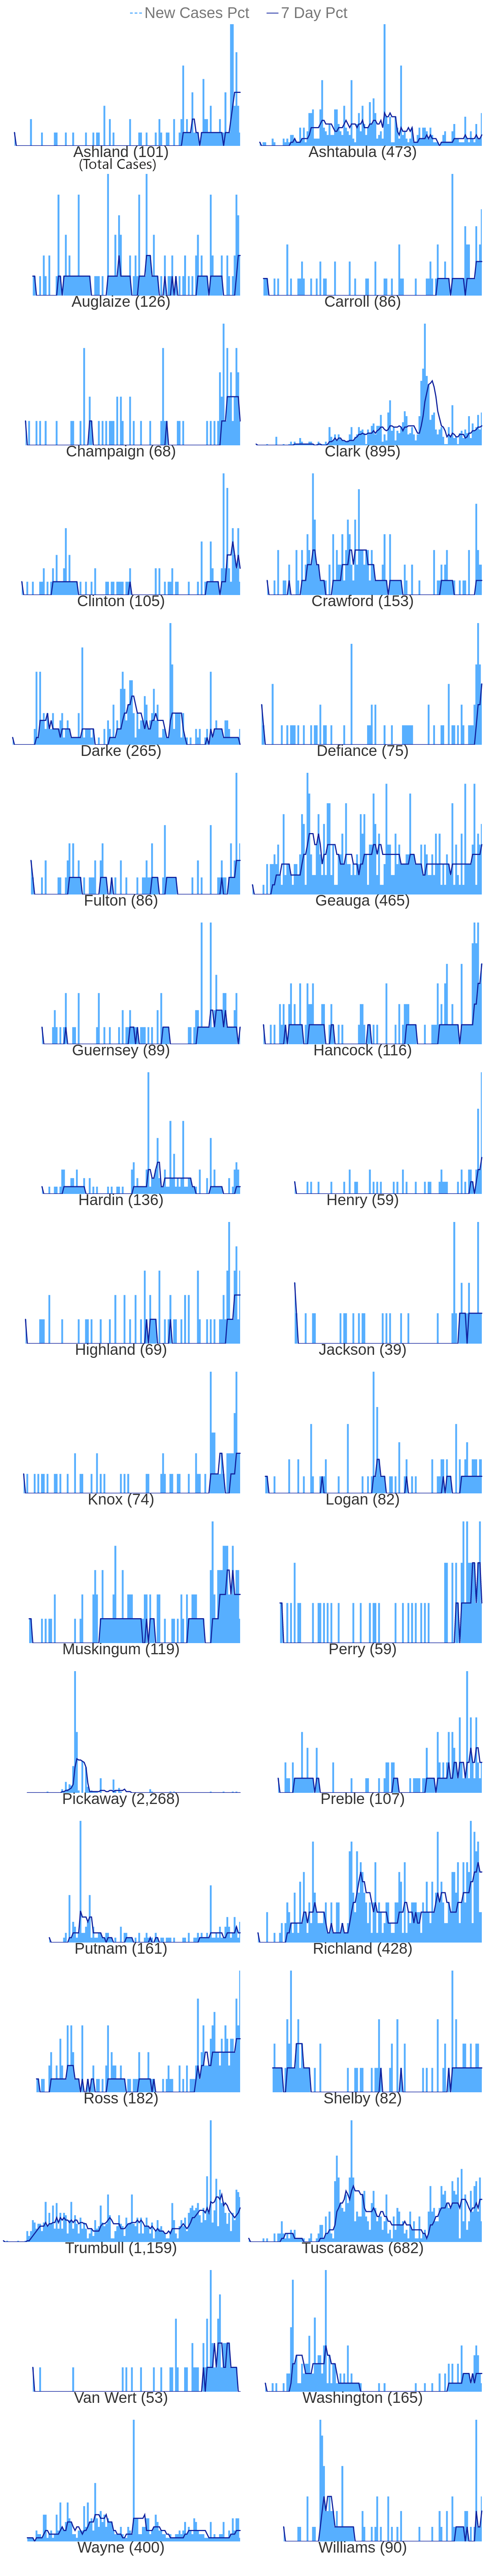 New Cases Pct 7 Day Pct
Ashland (101) Ashtabula (473)
(Total Cases)
Auglaize (126) Carroll (86)
Champaign (68) Clark (895)
Clinton (105) Crawford (153)
Darke (265) Defiance (75)
Fulton (86) Geauga (465)
Guernsey (89) Hancock (116)
Hardin (136) Henry (59)
Highland (69) Jackson (39)
Knox (74) Logan (82)
Muskingum (119) Perry (59)
Pickaway (2,268) Preble (107)
Putnam (161) Richland (428)
Ross (182) Shelby (82)
Trumbull (1,159) Tuscarawas (682)
Van Wert (53) Washington (165)
Wayne (400) Williams (90)